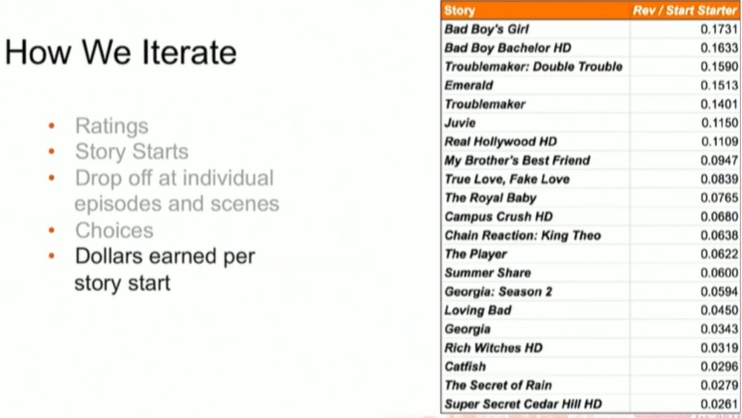 How We Iterate
• Ratings
• Story Starts
• Drop off at individual
episodes and scenes
• Choices
• Dollars earned per
story start
Story Rev / Start Starter
Bad Boy's Girl 0.1731
Bad Boy Bachelor HD 0.1633
Troublemaker: Double Trouble 0.1590
Emerald 0.1513
Troublemaker 0.1401
Juvie 0.1150
Real Hollywood HD 0.1109
My Brother's Best Friend 0.0947
True Love, Fake Love 0.0839
The Royal Baby 0.0765
Campus Crush HD 0.0680
Chain Reaction: King Theo 0.0638
The Player 0.0622
Summer Share 0.0600
Georgia: Season 2 0.0594
Loving Bad 0.0450
Georgia 0.0343
Rich Witches HD 0.0319
Catfish 0.0296
The Secret of Rain 0.0279
Super Secret Cedar Hill HD 0.0261